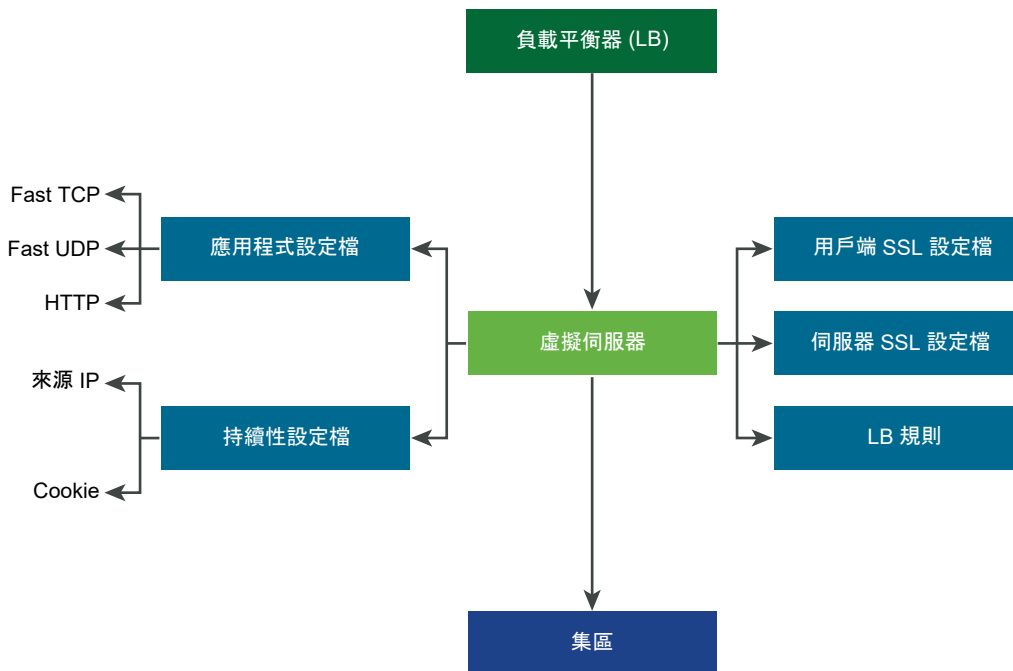 負載平衡器 (LB)
Fast TCP
Fast UDP
HTTP
應用程式設定檔
用戶端 SSL 設定檔
虛擬伺服器
伺服器 SSL 設定檔
來源 IP
Cookie
持續性設定檔
LB 規則
集區